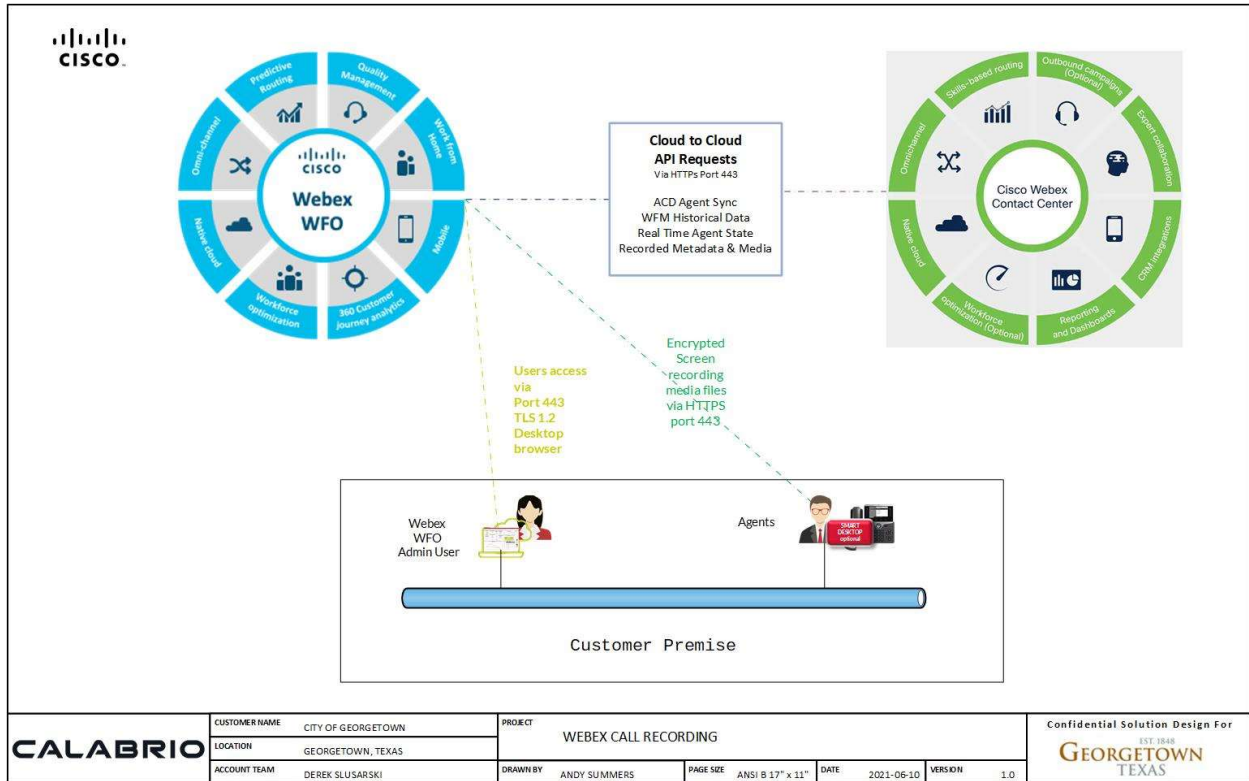 CISCO
Predictive
Routing
Quality
Management
Work from
Home
Mobile
360 Customer
journey analytics
Workforce
optimization
Native cloud
Omni-channel
CISCO
Webex
WFO
Cloud to Cloud
API Requests
Via HTTPs Port 443
ACD Agent Sync
WFM Historical Data
Real Time Agent State
Recorded Metadata & Media
Skills-based routing
Outbound campaigns
(Optional)
Expert collaboration
CRM integrations
Reporting
and Dashboards
Workforce
optimization (Optional)
Native cloud
Omnichannel
Cisco Webex
Contact Center
Users access
via
Port 443
TLS 1.2
Desktop
browser
Encrypted
Screen
recording
media files
via HTTPS
port 443
Webex
WFO
Admin User
Agents
SMART
DESKTOP
optional
Customer Premise
CALABRIO
CUSTOMER NAME CITY OF GEORGETOWN
LOCATION GEORGETOWN, TEXAS
ACCOUNT TEAM DEREK SLUSARSKI
PROJECT
WEBEX CALL RECORDING
DRAWN BY ANDY SUMMERS PAGE SIZE ANSI B 17" x 11" DATE 2021-06-10 VERSION 1.0
Confidential Solution Design For
EST. 1848
GEORGETOWN
TEXAS